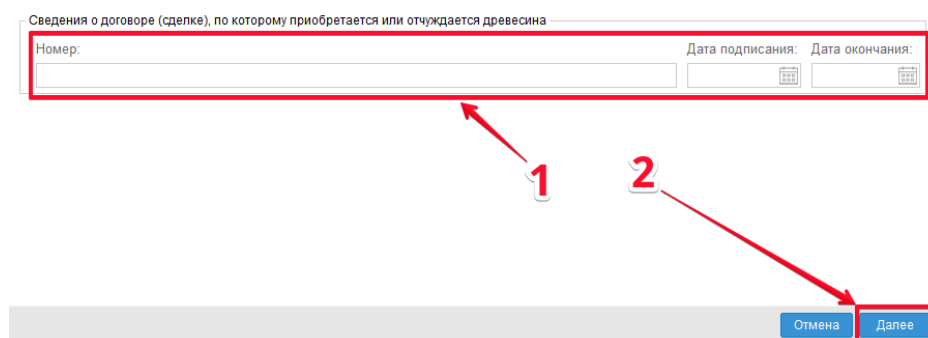 Сведения о договоре (сделке), по которому приобретается или отчуждается древесина
Номер: Дата подписания: Дата окончания:
1 2
Отмена Далее